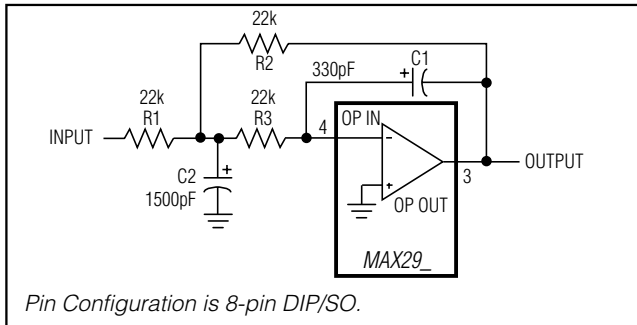 22k
R2
330pF
C1
+
22k
R1
22k
R3
4
OP IN
INPUT
-
+
C2
1500pF
+
3
OUTPUT
OP OUT
MAX29_
Pin Configuration is 8-pin DIP/SO.